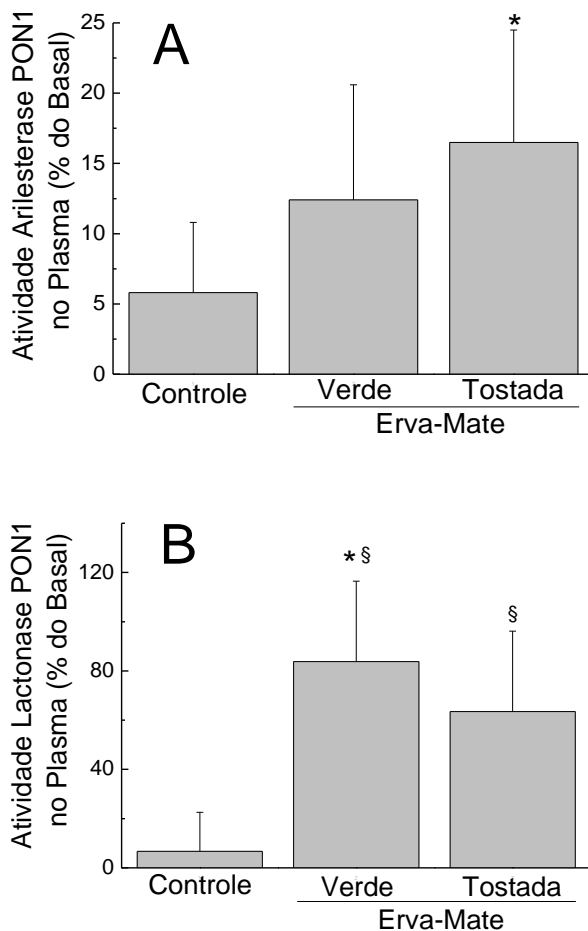 A
Atividade Arilesterase PON1
no Plasma (% do Basal)
25
20
15
10
5
0
*
Controle
Verde
Tostada
Erva-Mate
B
Atividade Lactonase PON1
no Plasma (% do Basal)
120
80
40
0
* §
§
Controle
Verde
Tostada
Erva-Mate